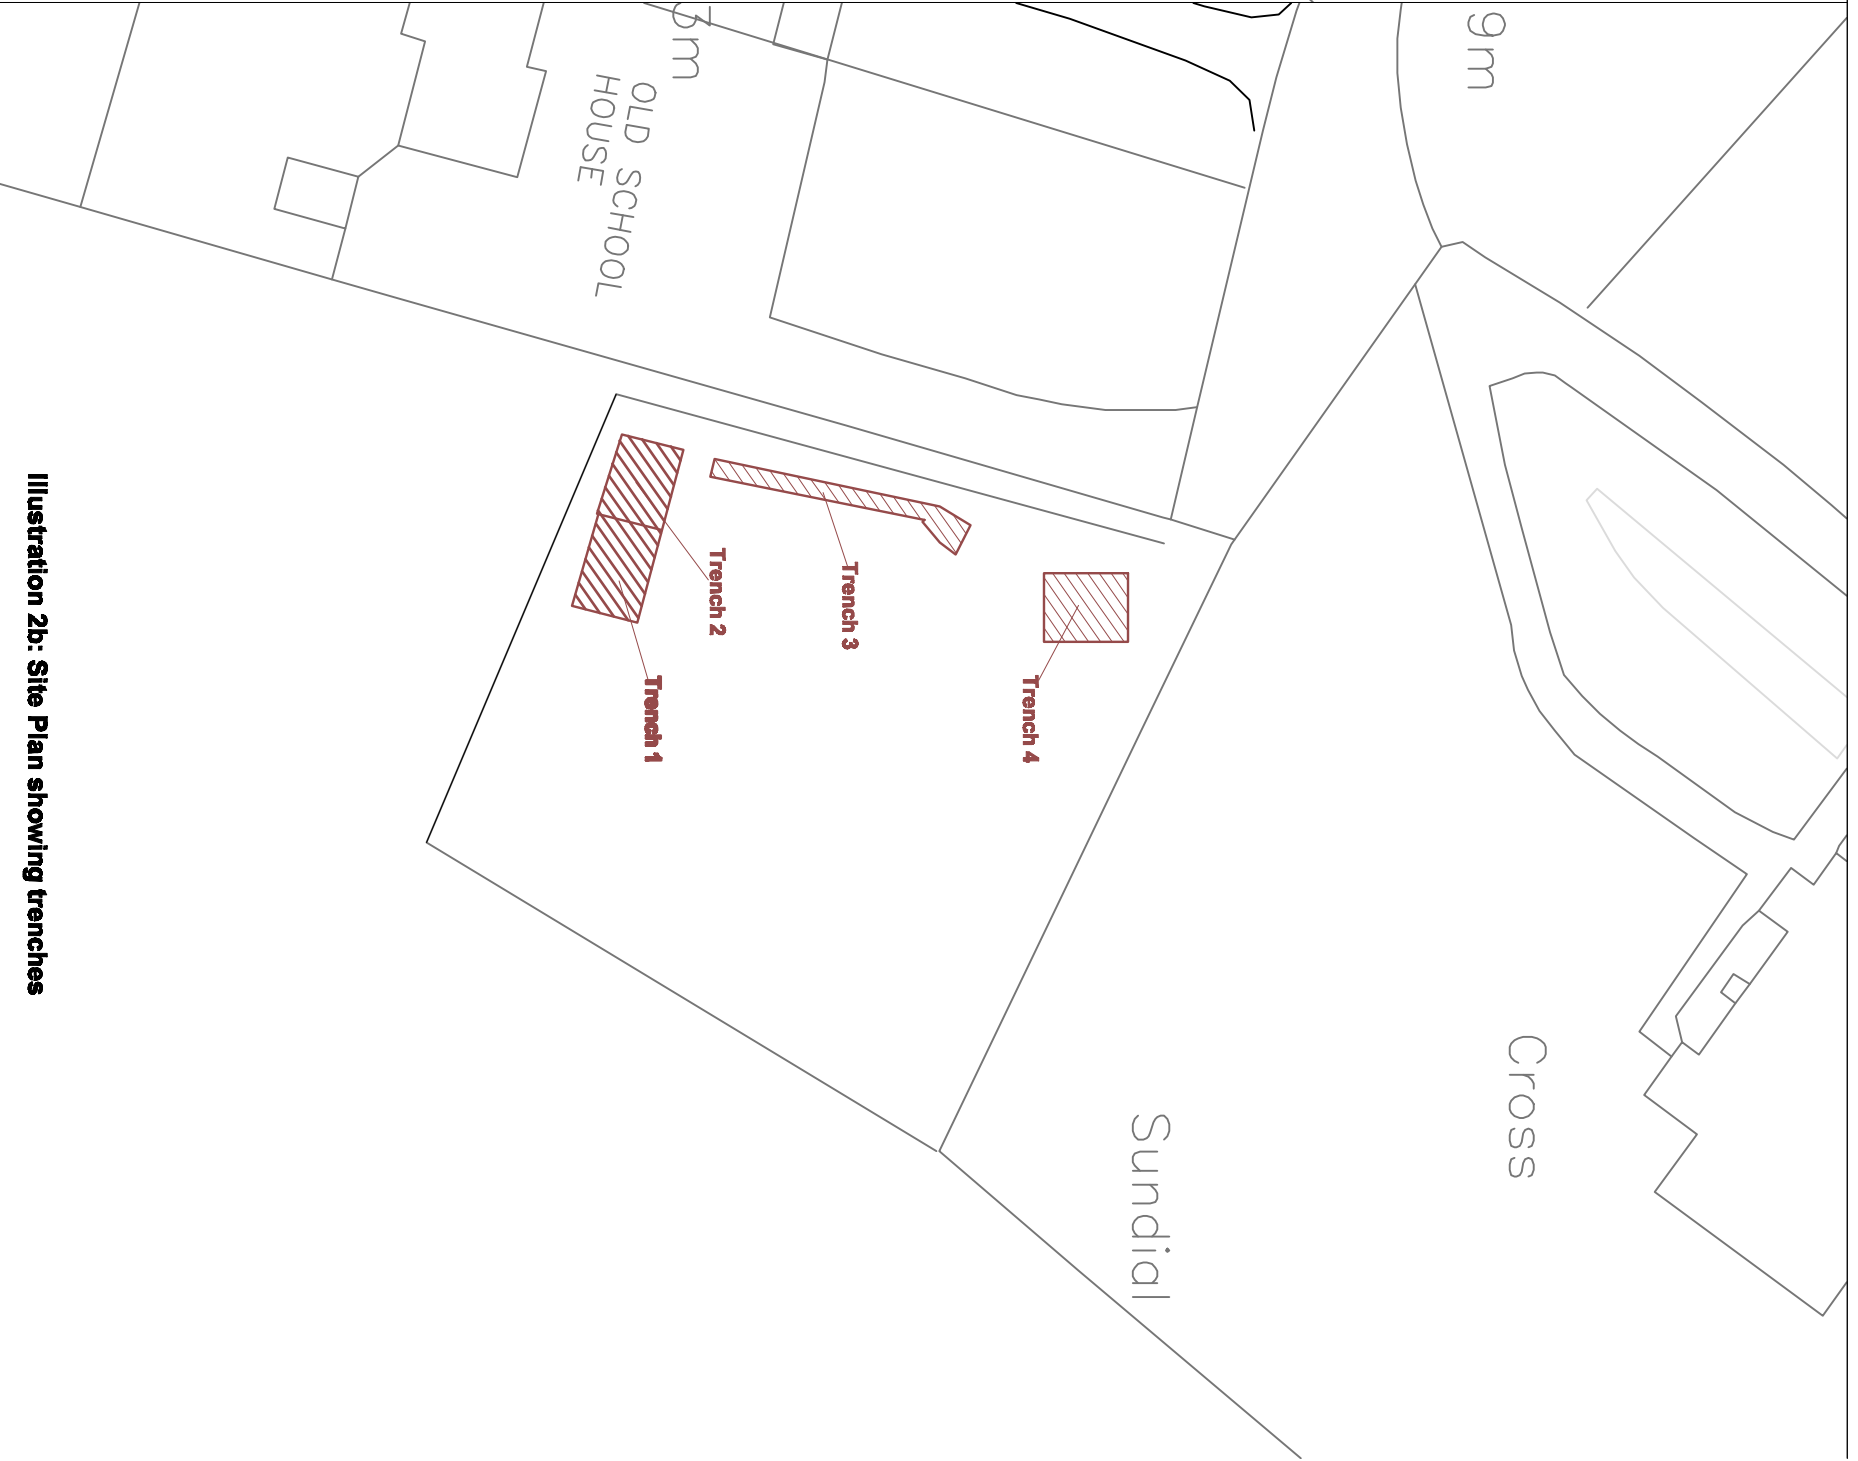 9m
3m
OLD SCHOOL
HOUSE
Cross
Sundial
Trench 4
Trench 3
Trench 2
Trench 1
Illustration 2b: Site Plan showing trenches